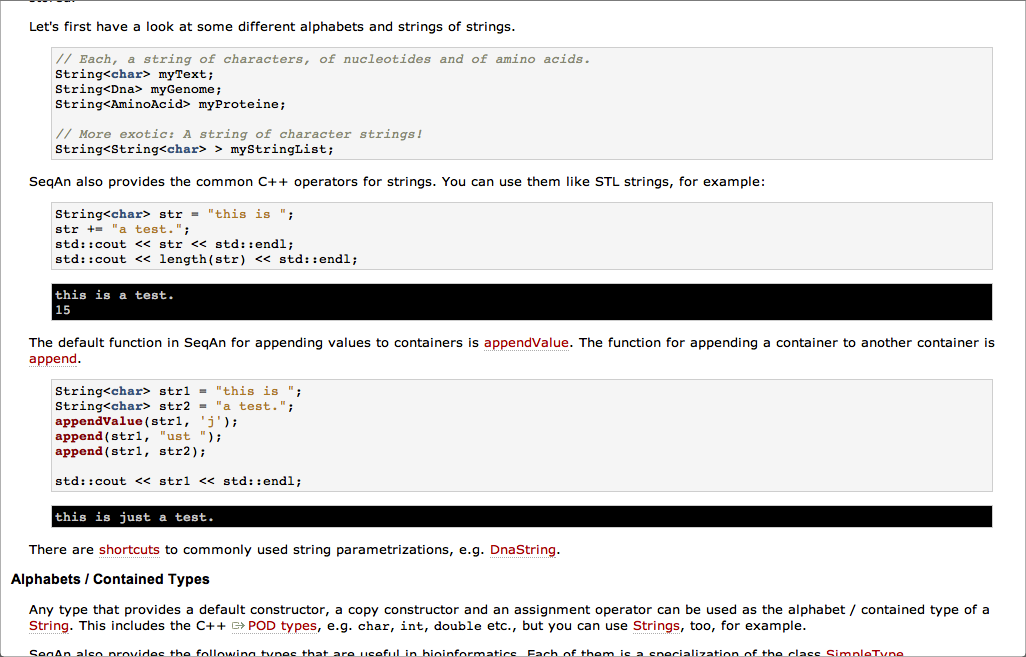 stored.
Let's first have a look at some different alphabets and strings of strings.
// Each, a string of characters, of nucleotides and of amino acids.
String<char> myText;
String<Dna> myGenome;
String<AminoAcid> myProteine;
// More exotic: A string of character strings!
String<String<char> > myStringList;
SeqAn also provides the common C++ operators for strings. You can use them like STL strings, for example:
String<char> str = "this is ";
str += "a test.";
std::cout << str << std::endl;
std::cout << length(str) << std::endl;
this is a test.
15
The default function in SeqAn for appending values to containers is appendValue. The function for appending a container to another container is
append.
String<char> str1 = "this is ";
String<char> str2 = "a test.";
appendValue(str1, 'j');
append(str1, "ust ");
append(str1, str2);
std::cout << str1 << std::endl;
this is just a test.
There are shortcuts to commonly used string parametrizations, e.g. DnaString.
Alphabets / Contained Types
Any type that provides a default constructor, a copy constructor and an assignment operator can be used as the alphabet / contained type of a
String. This includes the C++ POD types, e.g. char, int, double etc., but you can use Strings, too, for example.
SeqAn also provides the following types that are useful in bioinformatics. Each of them is a specialization of the class SimpleType